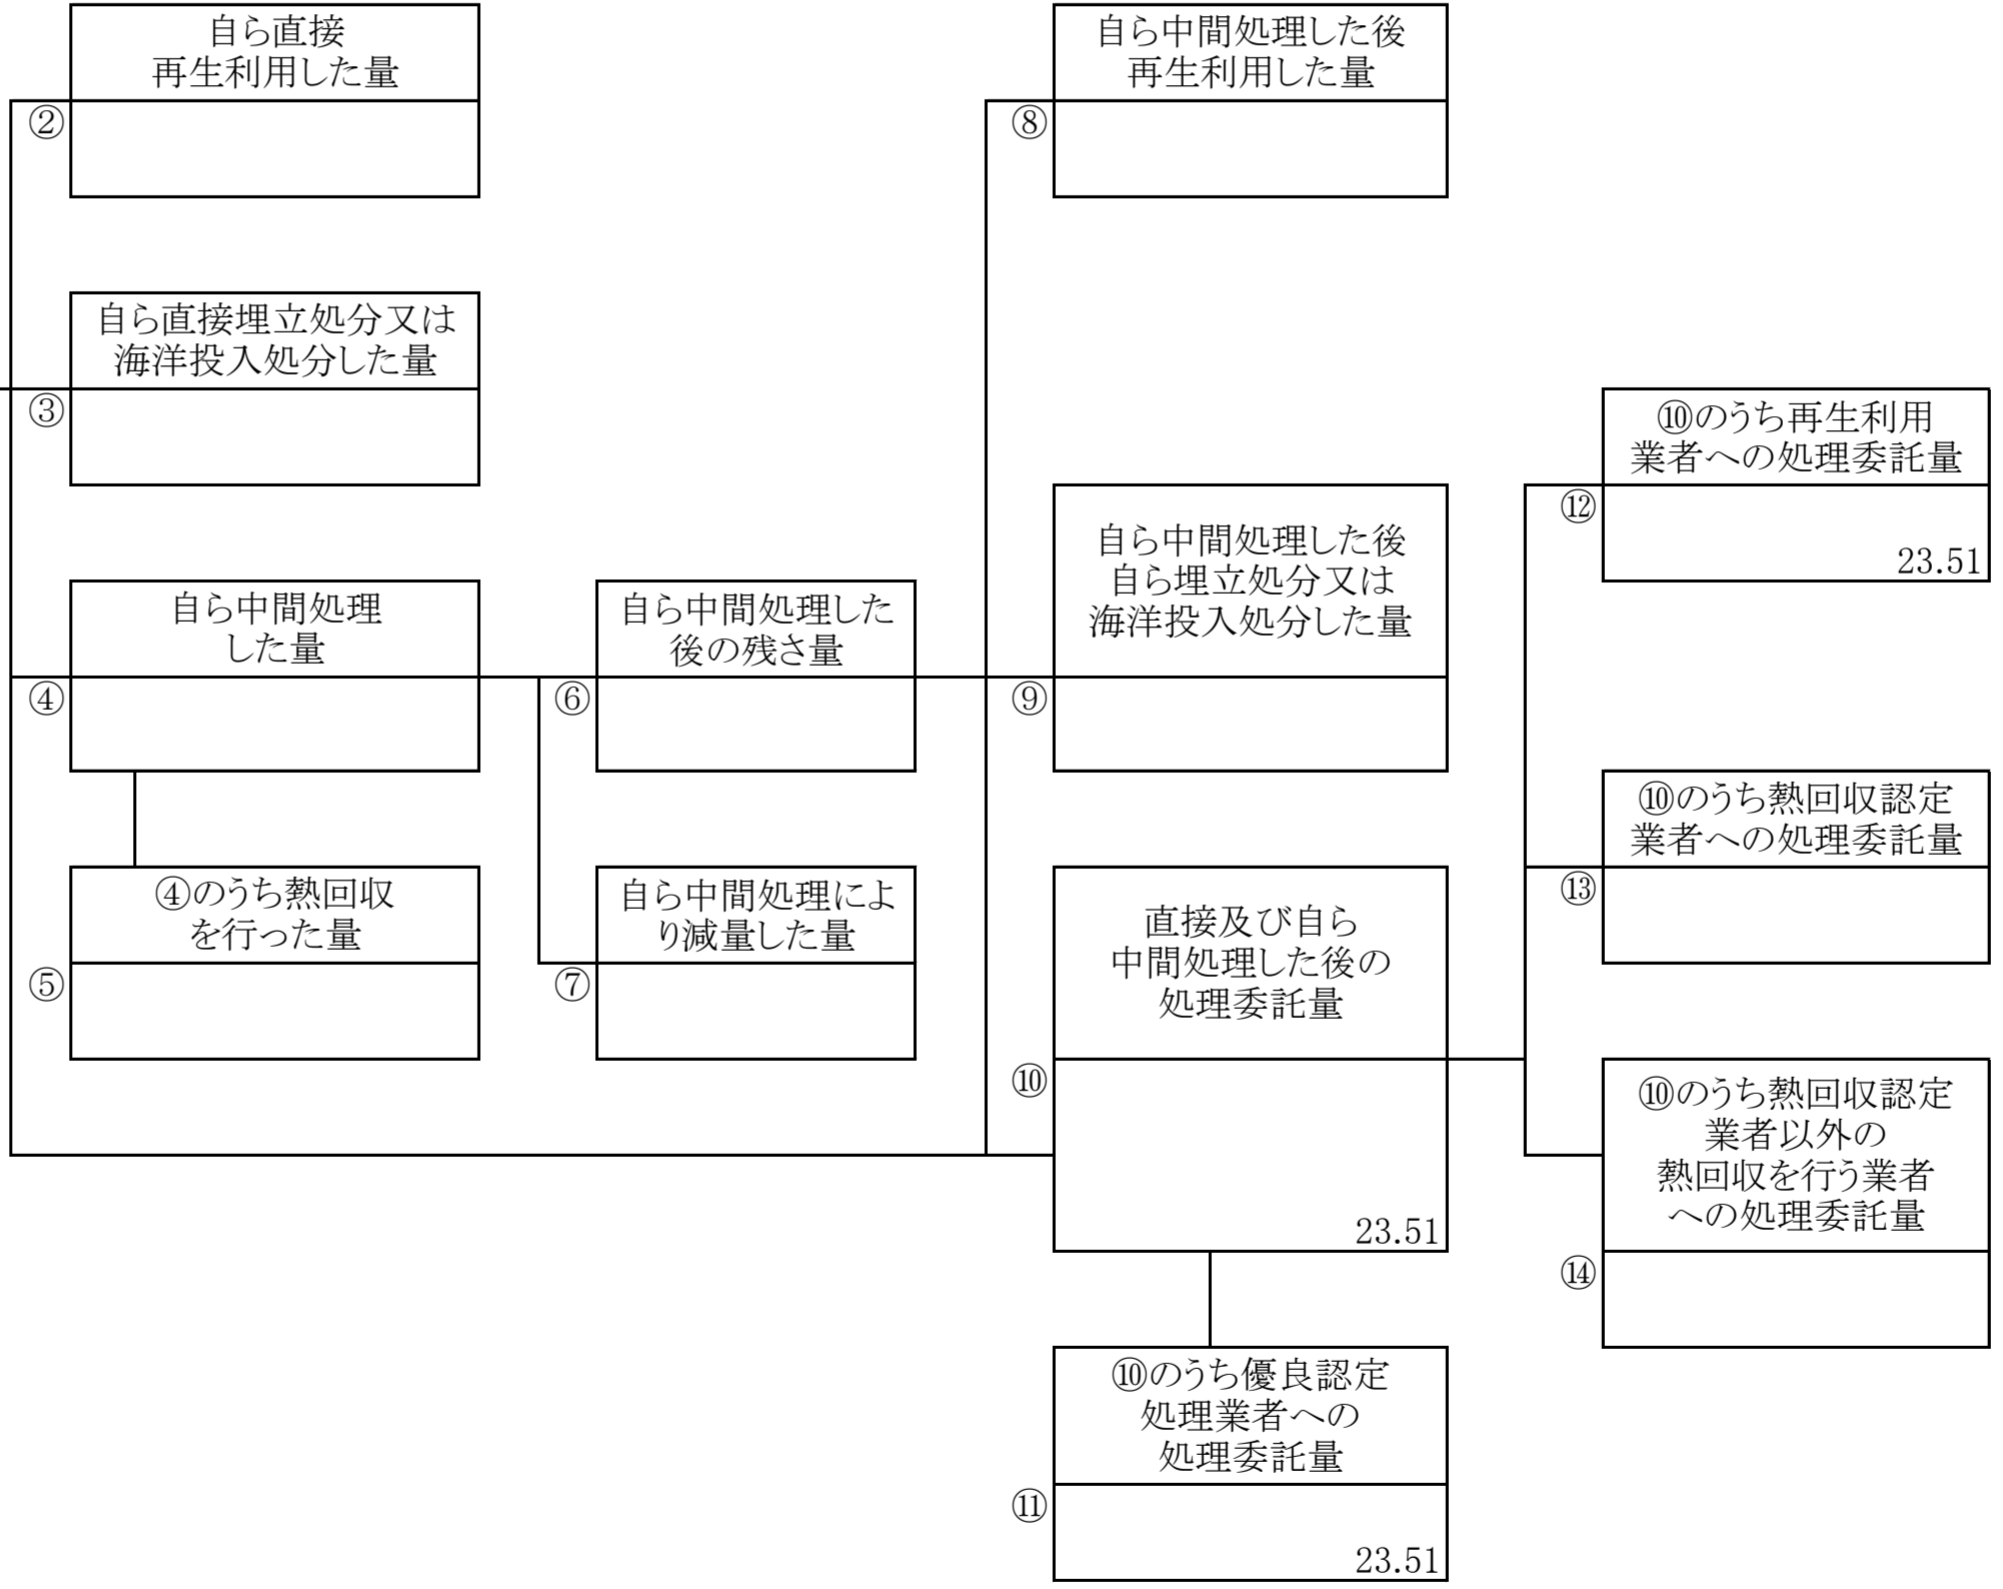 自ら直接
再生利用した量
②
自ら中間処理した後
再生利用した量
⑧
自ら直接埋立処分又は
海洋投入処分した量
③
⑩のうち再生利用
業者への処理委託量
⑫
23.51
自ら中間処理した後
自ら埋立処分又は
海洋投入処分した量
⑨
自ら中間処理
した量
④
自ら中間処理した
後の残さ量
⑥
⑩のうち熱回収認定
業者への処理委託量
⑬
④のうち熱回収
を行った量
⑤
自ら中間処理によ
り減量した量
⑦
直接及び自ら
中間処理した後の
処理委託量
⑩
23.51
⑩のうち熱回収認定
業者以外の
熱回収を行う業者
への処理委託量
⑭
⑩のうち優良認定
処理業者への
処理委託量
⑪
23.51